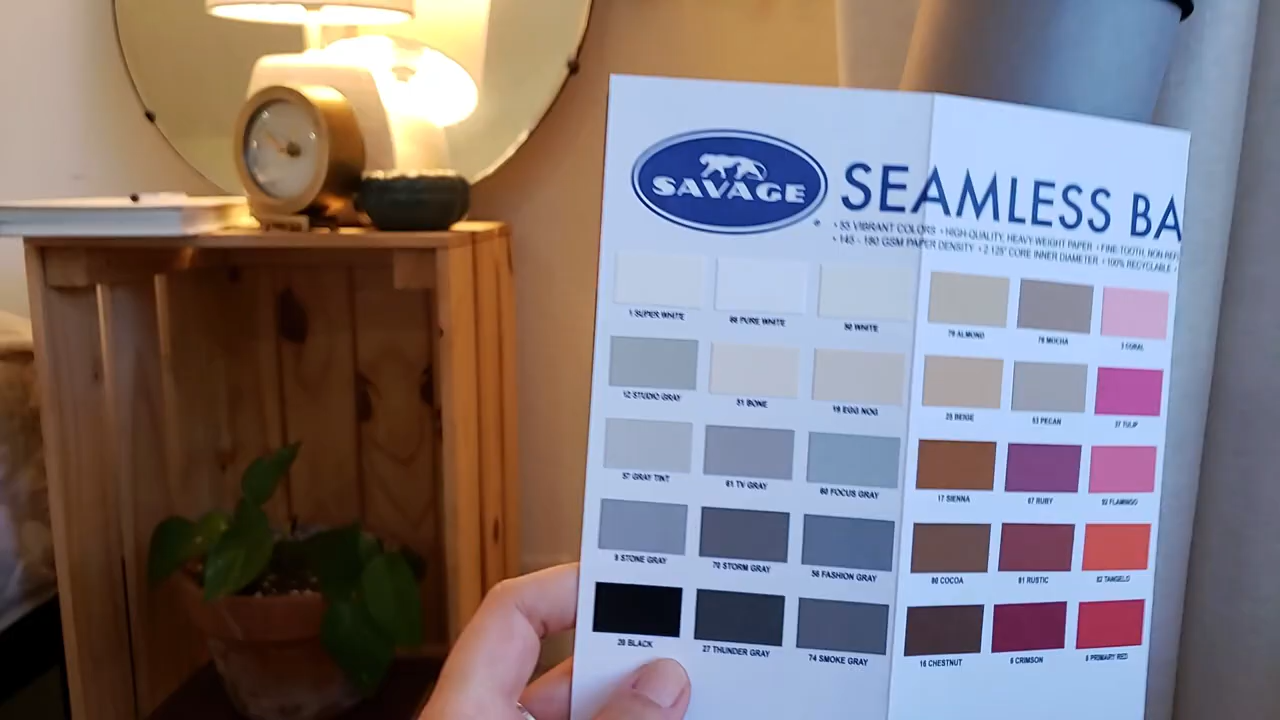 SAVAGE
SEAMLESS BA
• 53 VIBRANT COLORS • HIGH QUALITY, HEAVY WEIGHT PAPER • FINE-TOOTH, NON REF
• 145 - 180 GSM PAPER DENSITY • 2.125" CORE INNER DIAMETER • 100% RECYCLABLE
1 SUPER WHITE
66 PURE WHITE
50 WHITE
79 ALMOND
78 MOCHA
3 CORAL
12 STUDIO GRAY
51 BONE
19 EGG NOG
25 BEIGE
53 PECAN
37 TULIP
57 GRAY TINT
61 TV GRAY
60 FOCUS GRAY
17 SIENNA
67 RUBY
FLAMINGO
9 STONE GRAY
70 STORM GRAY
56 FASHION GRAY
80 COCOA
81 RUSTIC
82 TANGELO
20 BLACK
27 THUNDER GRAY
74 SMOKE GRAY
16 CHESTNUT
6 CRIMSON
8 PRIMARY RED